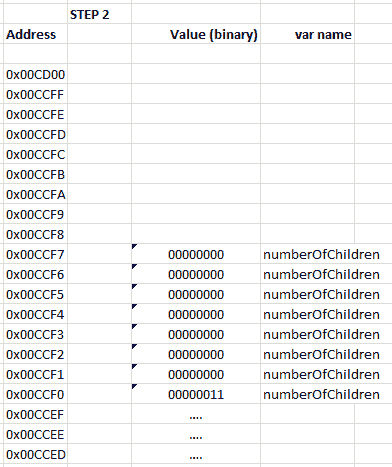 STEP 2
Address Value (binary) var name
0x00CD00
0x00CCFF
0x00CCFE
0x00CCFD
0x00CCFC
0x00CCFB
0x00CCFA
0x00CCF9
0x00CCF8
0x00CCF7 00000000 numberOfChildren
0x00CCF6 00000000 numberOfChildren
0x00CCF5 00000000 numberOfChildren
0x00CCF4 00000000 numberOfChildren
0x00CCF3 00000000 numberOfChildren
0x00CCF2 00000000 numberOfChildren
0x00CCF1 00000000 numberOfChildren
0x00CCF0 00000011 numberOfChildren
0x00CCEF ....
0x00CCEE ....
0x00CCED ....